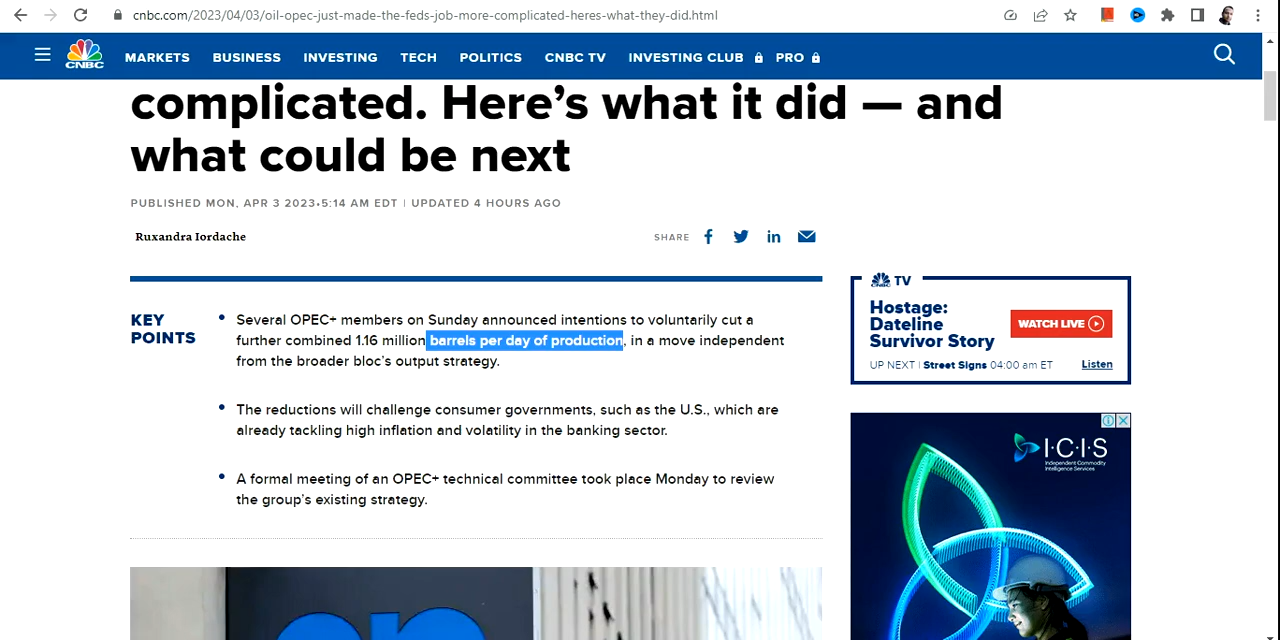 cnbc.com/2023/04/03/oil-opec-just-made-the-feds-job-more-complicated-heres-what-they-did.html
CNBC MARKETS BUSINESS INVESTING TECH POLITICS CNBC TV INVESTING CLUB PRO
complicated. Here’s what it did — and
what could be next
PUBLISHED MON, APR 3 2023•5:14 AM EDT | UPDATED 4 HOURS AGO
Ruxandra Iordache
SHARE
KEY
POINTS
• Several OPEC+ members on Sunday announced intentions to voluntarily cut a
further combined 1.16 million barrels per day of production, in a move independent
from the broader bloc’s output strategy.
• The reductions will challenge consumer governments, such as the U.S., which are
already tackling high inflation and volatility in the banking sector.
• A formal meeting of an OPEC+ technical committee took place Monday to review
the group’s existing strategy.
CNBC TV
Hostage:
Dateline
Survivor Story
WATCH LIVE
UP NEXT | Street Signs 04:00 am ET
Listen
I·C·I·S
Independent Commodity
Intelligence Services